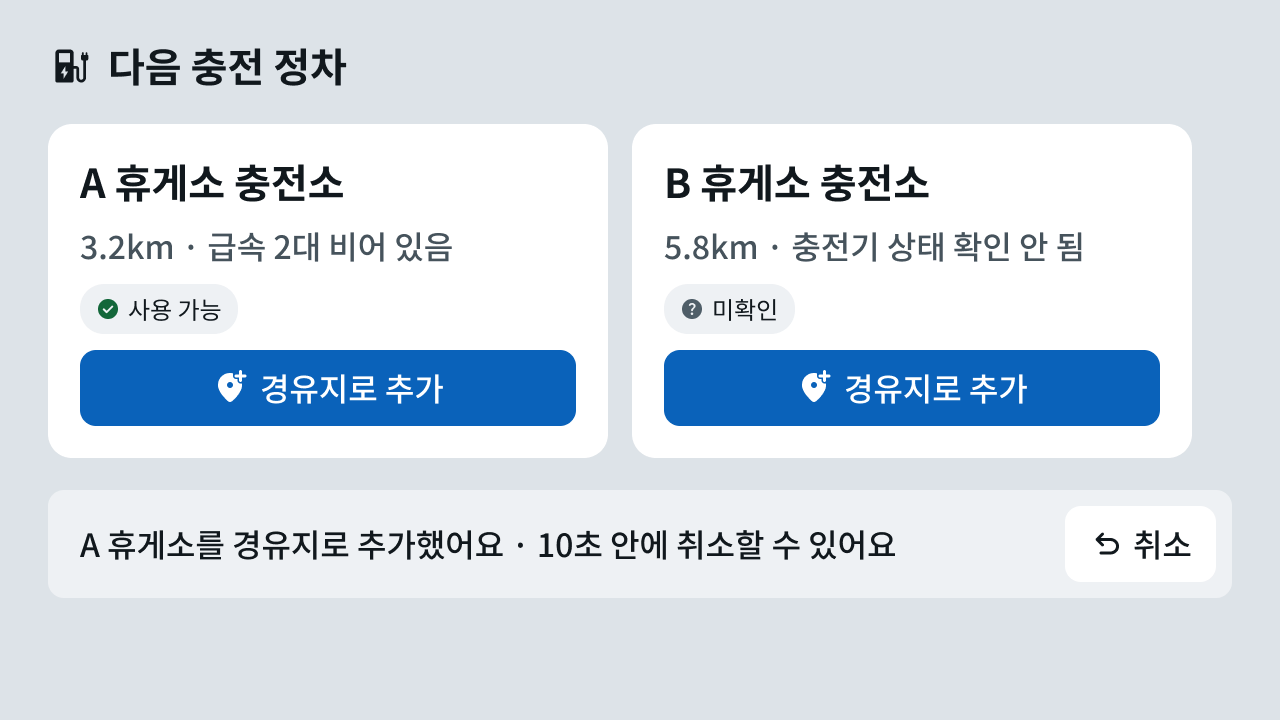 다음 충전 정차
A 휴게소 충전소
3.2km · 급속 2대 비어 있음
사용 가능
경유지로 추가
B 휴게소 충전소
5.8km · 충전기 상태 확인 안 됨
미확인
경유지로 추가
A 휴게소를 경유지로 추가했어요 · 10초 안에 취소할 수 있어요
취소